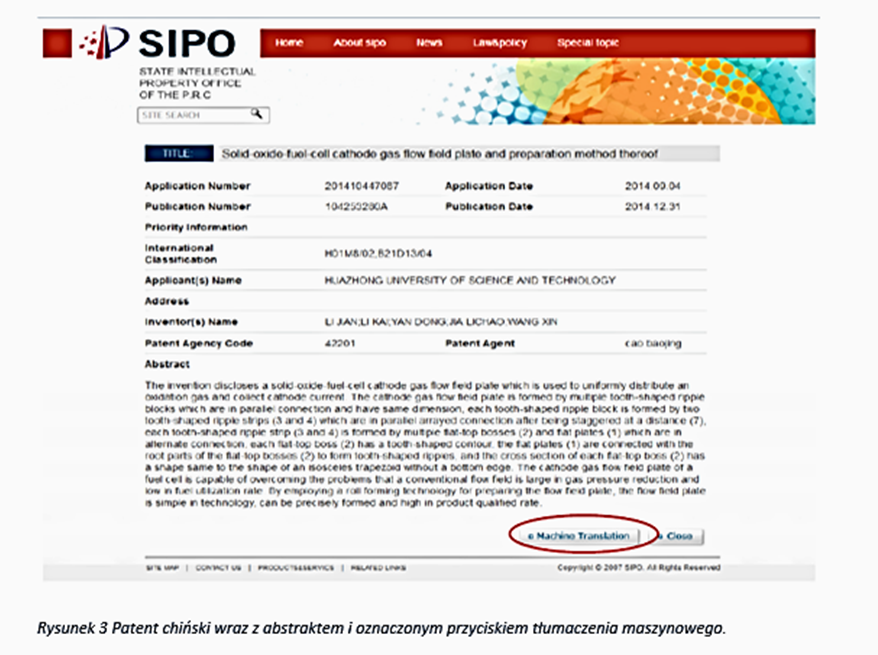 SIPO
Home About sipo News Law&policy Special topic
STATE INTELLECTUAL
PROPERTY OFFICE
OF THE P.R.C
SITE SEARCH
TITLE: Solid-oxide-fuel-cell cathode gas flow field plate and preparation method thereof
Application Number 201410447087 Application Date 2014.09.04
Publication Number Publication Date 2014.12.31
Priority Information
International
Classification
H01M8/02,B21D13/04
Applicant(s) Name HUAZHONG UNIVERSITY OF SCIENCE AND TECHNOLOGY
Address
Inventor(s) Name LI JIAN;LI KAI;YAN DONG;JIA LICHAO;WANG XIN
Patent Agency Code 42201 Patent Agent cao baojing
Abstract
The invention discloses a solid-oxide-fuel-cell cathode gas flow field plate which is used to uniformly distribute an
oxidation gas and collect cathode current. The cathode gas flow field plate is formed by multiple tooth-shaped ripple
blocks which are in parallel connection and have same dimension, each tooth-shaped ripple block is formed by two
tooth-shaped ripple strips (3 and 4) which are in parallel arrayed connection after being staggered at a distance (7),
each tooth-shaped ripple strip (3 and 4) is formed by multiple flat-top bosses (2) and flat plates (1) which are in
alternate connection, each flat-top boss (2) has a tooth-shaped contour, the flat plates (1) are connected with the
root parts of the flat-top bosses (2) to form tooth-shaped ripples, and the cross section of each flat-top boss (2) has
a shape same to the shape of an isosceles trapezoid without a bottom edge. The cathode gas flow field plate of a
fuel cell is capable of overcoming the problems that a conventional flow field is large in gas pressure reduction and
low in fuel utilization rate. By employing a roll forming technology for preparing the flow field plate, the flow field plate
is simple in technology, can be precisely formed and high in product qualified rate.
Machine Translation Close
SITE MAP | CONTACT US | PRODUCTS&SERVICE | RELATED LINKS Copyright © 2007 SIPO. All Rights Reserved
Rysunek 3 Patent chiński wraz z abstraktem i oznaczonym przyciskiem tłumaczenia maszynowego.